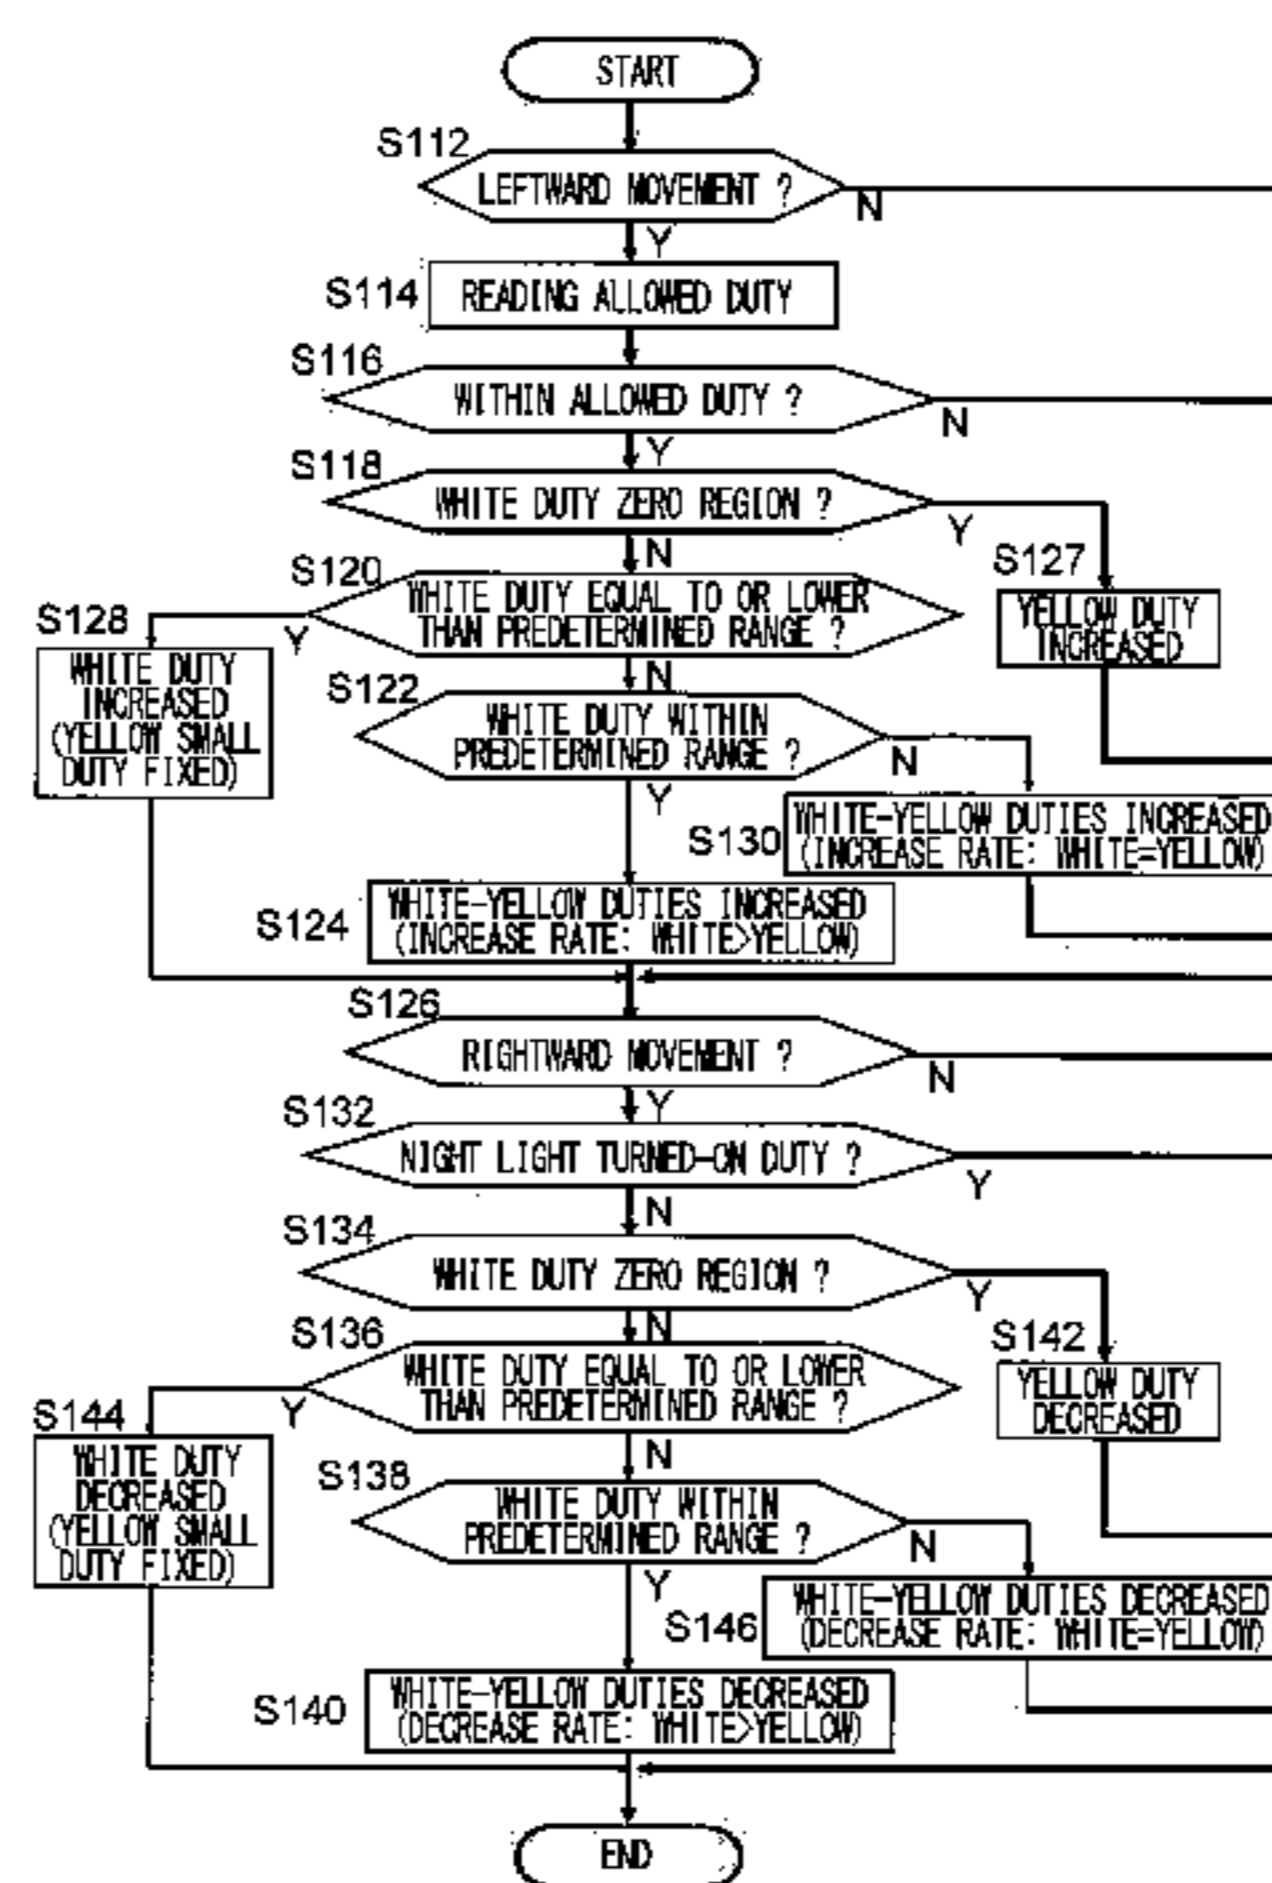 START
S112
LEFTWARD MOVEMENT ?
N
Y
S114
READING ALLOWED DUTY
S116
WITHIN ALLOWED DUTY ?
N
Y
S118
WHITE DUTY ZERO REGION ?
Y
N
S127
YELLOW DUTY
INCREASED
S120
WHITE DUTY EQUAL TO OR LOWER
THAN PREDETERMINED RANGE ?
Y
N
S128
WHITE DUTY
INCREASED
(YELLOW SMALL
DUTY FIXED)
S122
WHITE DUTY WITHIN
PREDETERMINED RANGE ?
N
Y
S130
WHITE-YELLOW DUTIES INCREASED
(INCREASE RATE: WHITE=YELLOW)
S124
WHITE-YELLOW DUTIES INCREASED
(INCREASE RATE: WHITE>YELLOW)
S126
RIGHTWARD MOVEMENT ?
N
Y
S132
NIGHT LIGHT TURNED-ON DUTY ?
Y
N
S134
WHITE DUTY ZERO REGION ?
Y
N
S142
YELLOW DUTY
DECREASED
S136
WHITE DUTY EQUAL TO OR LOWER
THAN PREDETERMINED RANGE ?
Y
N
S144
WHITE DUTY
DECREASED
(YELLOW SMALL
DUTY FIXED)
S138
WHITE DUTY WITHIN
PREDETERMINED RANGE ?
N
Y
S146
WHITE-YELLOW DUTIES DECREASED
(DECREASE RATE: WHITE=YELLOW)
S140
WHITE-YELLOW DUTIES DECREASED
(DECREASE RATE: WHITE>YELLOW)
END